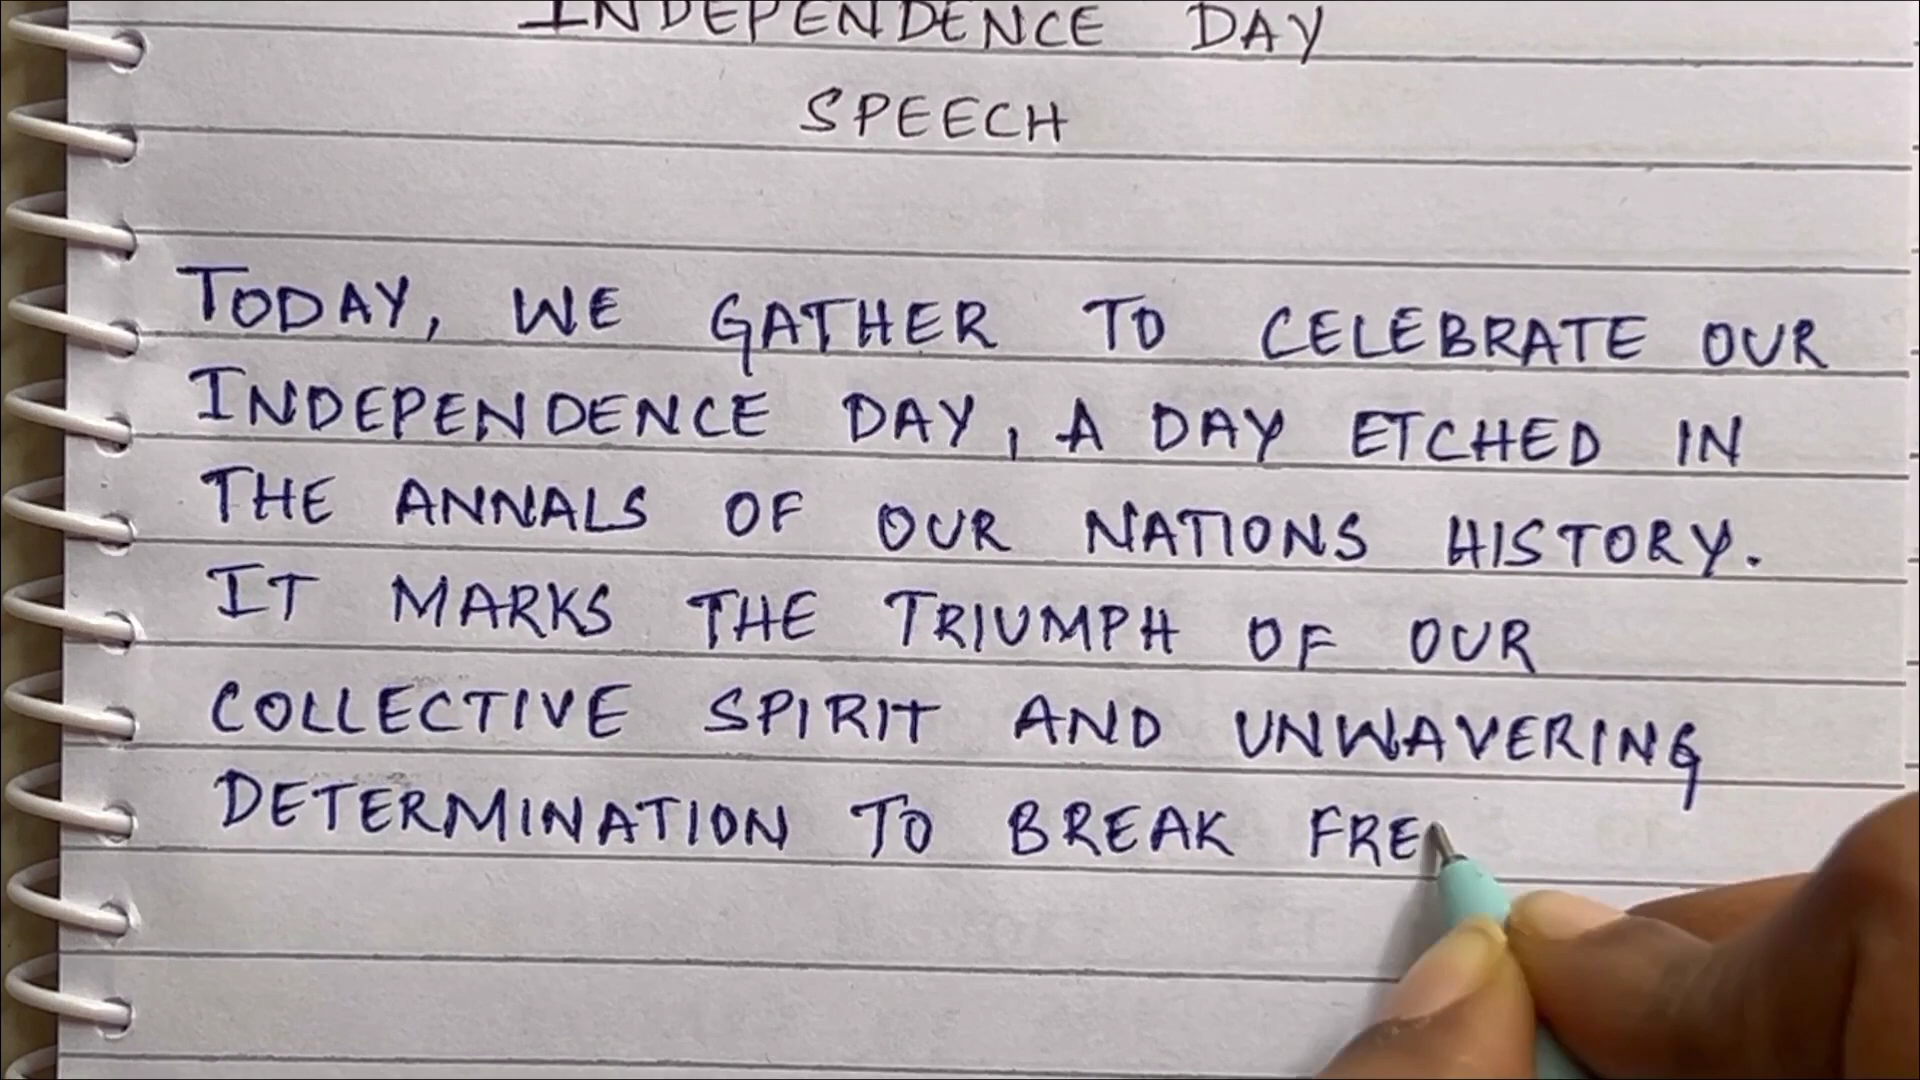 INDEPENDENCE DAY
SPEECH
TODAY, WE GATHER TO CELEBRATE OUR
INDEPENDENCE DAY, A DAY ETCHED IN
THE ANNALS OF OUR NATIONS HISTORY.
IT MARKS THE TRIUMPH OF OUR
COLLECTIVE SPIRIT AND UNWAVERING
DETERMINATION TO BREAK FRE